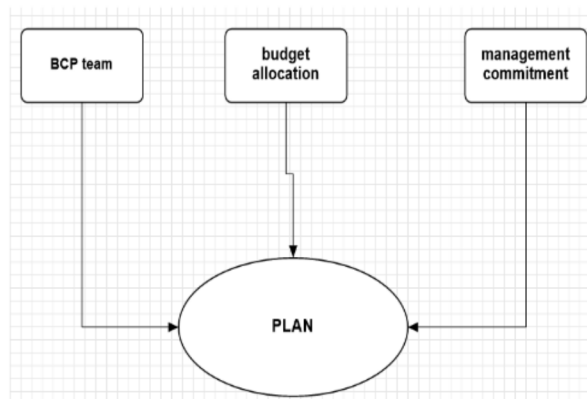 BCP team
budget
allocation
management
commitment
PLAN